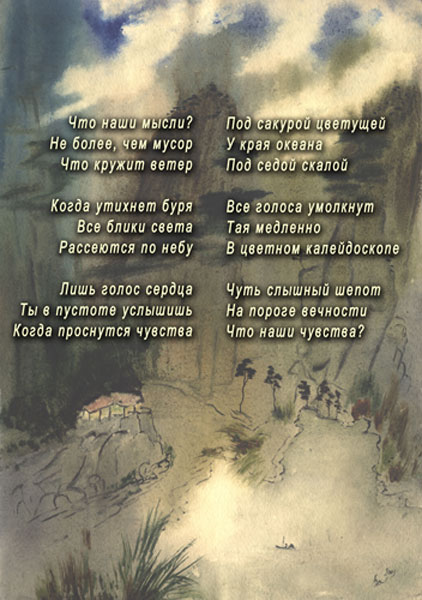 Что наши мысли?
Не более, чем мусор
Что кружит ветер
Когда утихнет буря
Все блики света
Рассеются по небу
Лишь голос сердца
Ты в пустоте услышишь
Когда проснутся чувства
Под сакурой цветущей
У края океана
Под седой скалой
Все голоса умолкнут
Тая медленно
В цветном калейдоскопе
Чуть слышный шепот
На пороге вечности
Что наши чувства?